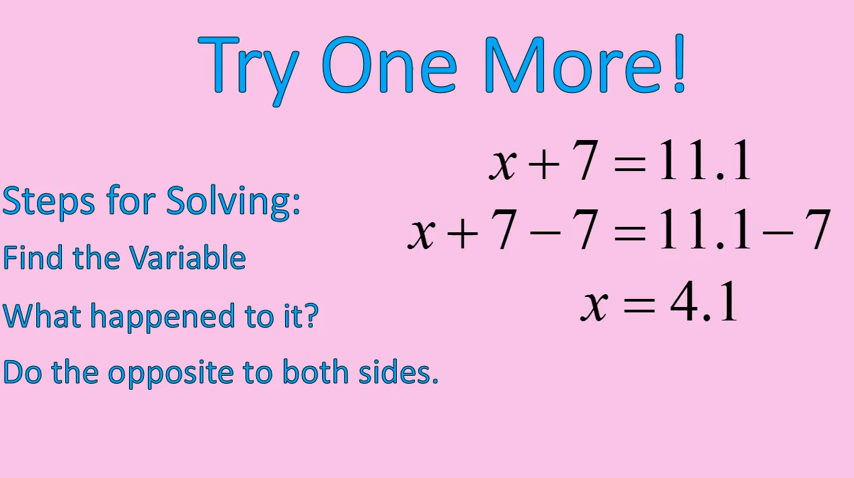 Try One More!
x + 7 = 11.1
Steps for Solving:
x + 7 − 7 = 11.1 − 7
Find the Variable
x = 4.1
What happened to it?
Do the opposite to both sides.